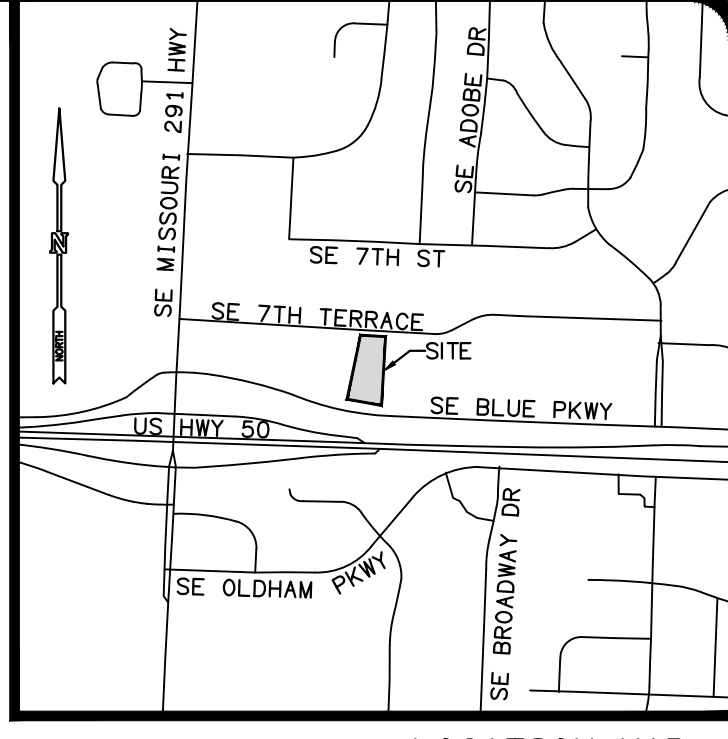 SE MISSOURI 291 HWY
SE ADOBE DR
N
NORTH
SE 7TH ST
SE 7TH TERRACE
SITE
SE BLUE PKWY
US HWY 50
SE OLDHAM PKWY
SE BROADWAY DR